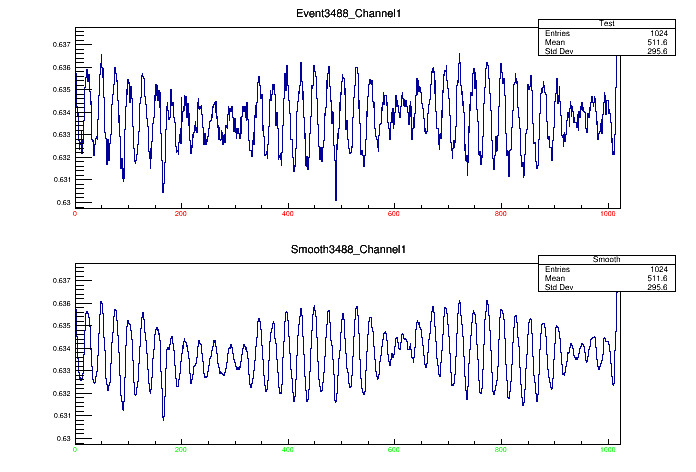 Event3488_Channel1
Test
Entries 1024
Mean 511.6
Std Dev 295.6
0.637
0.636
0.635
0.634
0.633
0.632
0.631
0.63
0 200 400 600 800 1000
Smooth3488_Channel1
Smooth
Entries 1024
Mean 511.6
Std Dev 295.6
0.637
0.636
0.635
0.634
0.633
0.632
0.631
0.63
0 200 400 600 800 1000